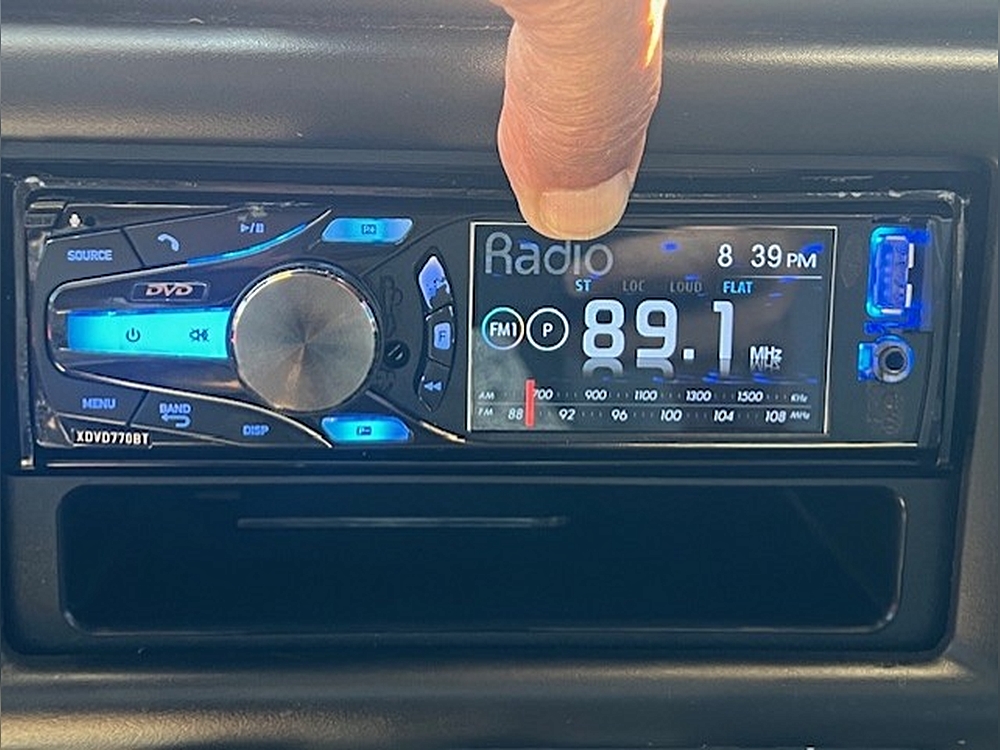 SOURCE
DVD
MENU
BAND
DISP
XDVD770BT
P+
F
P-
Radio
8 39 PM
ST LOC LOUD FLAT
FM1 P 89.1 MHz
AM 700 900 1100 1300 1500 KHz
FM 88 92 96 100 104 108 MHz